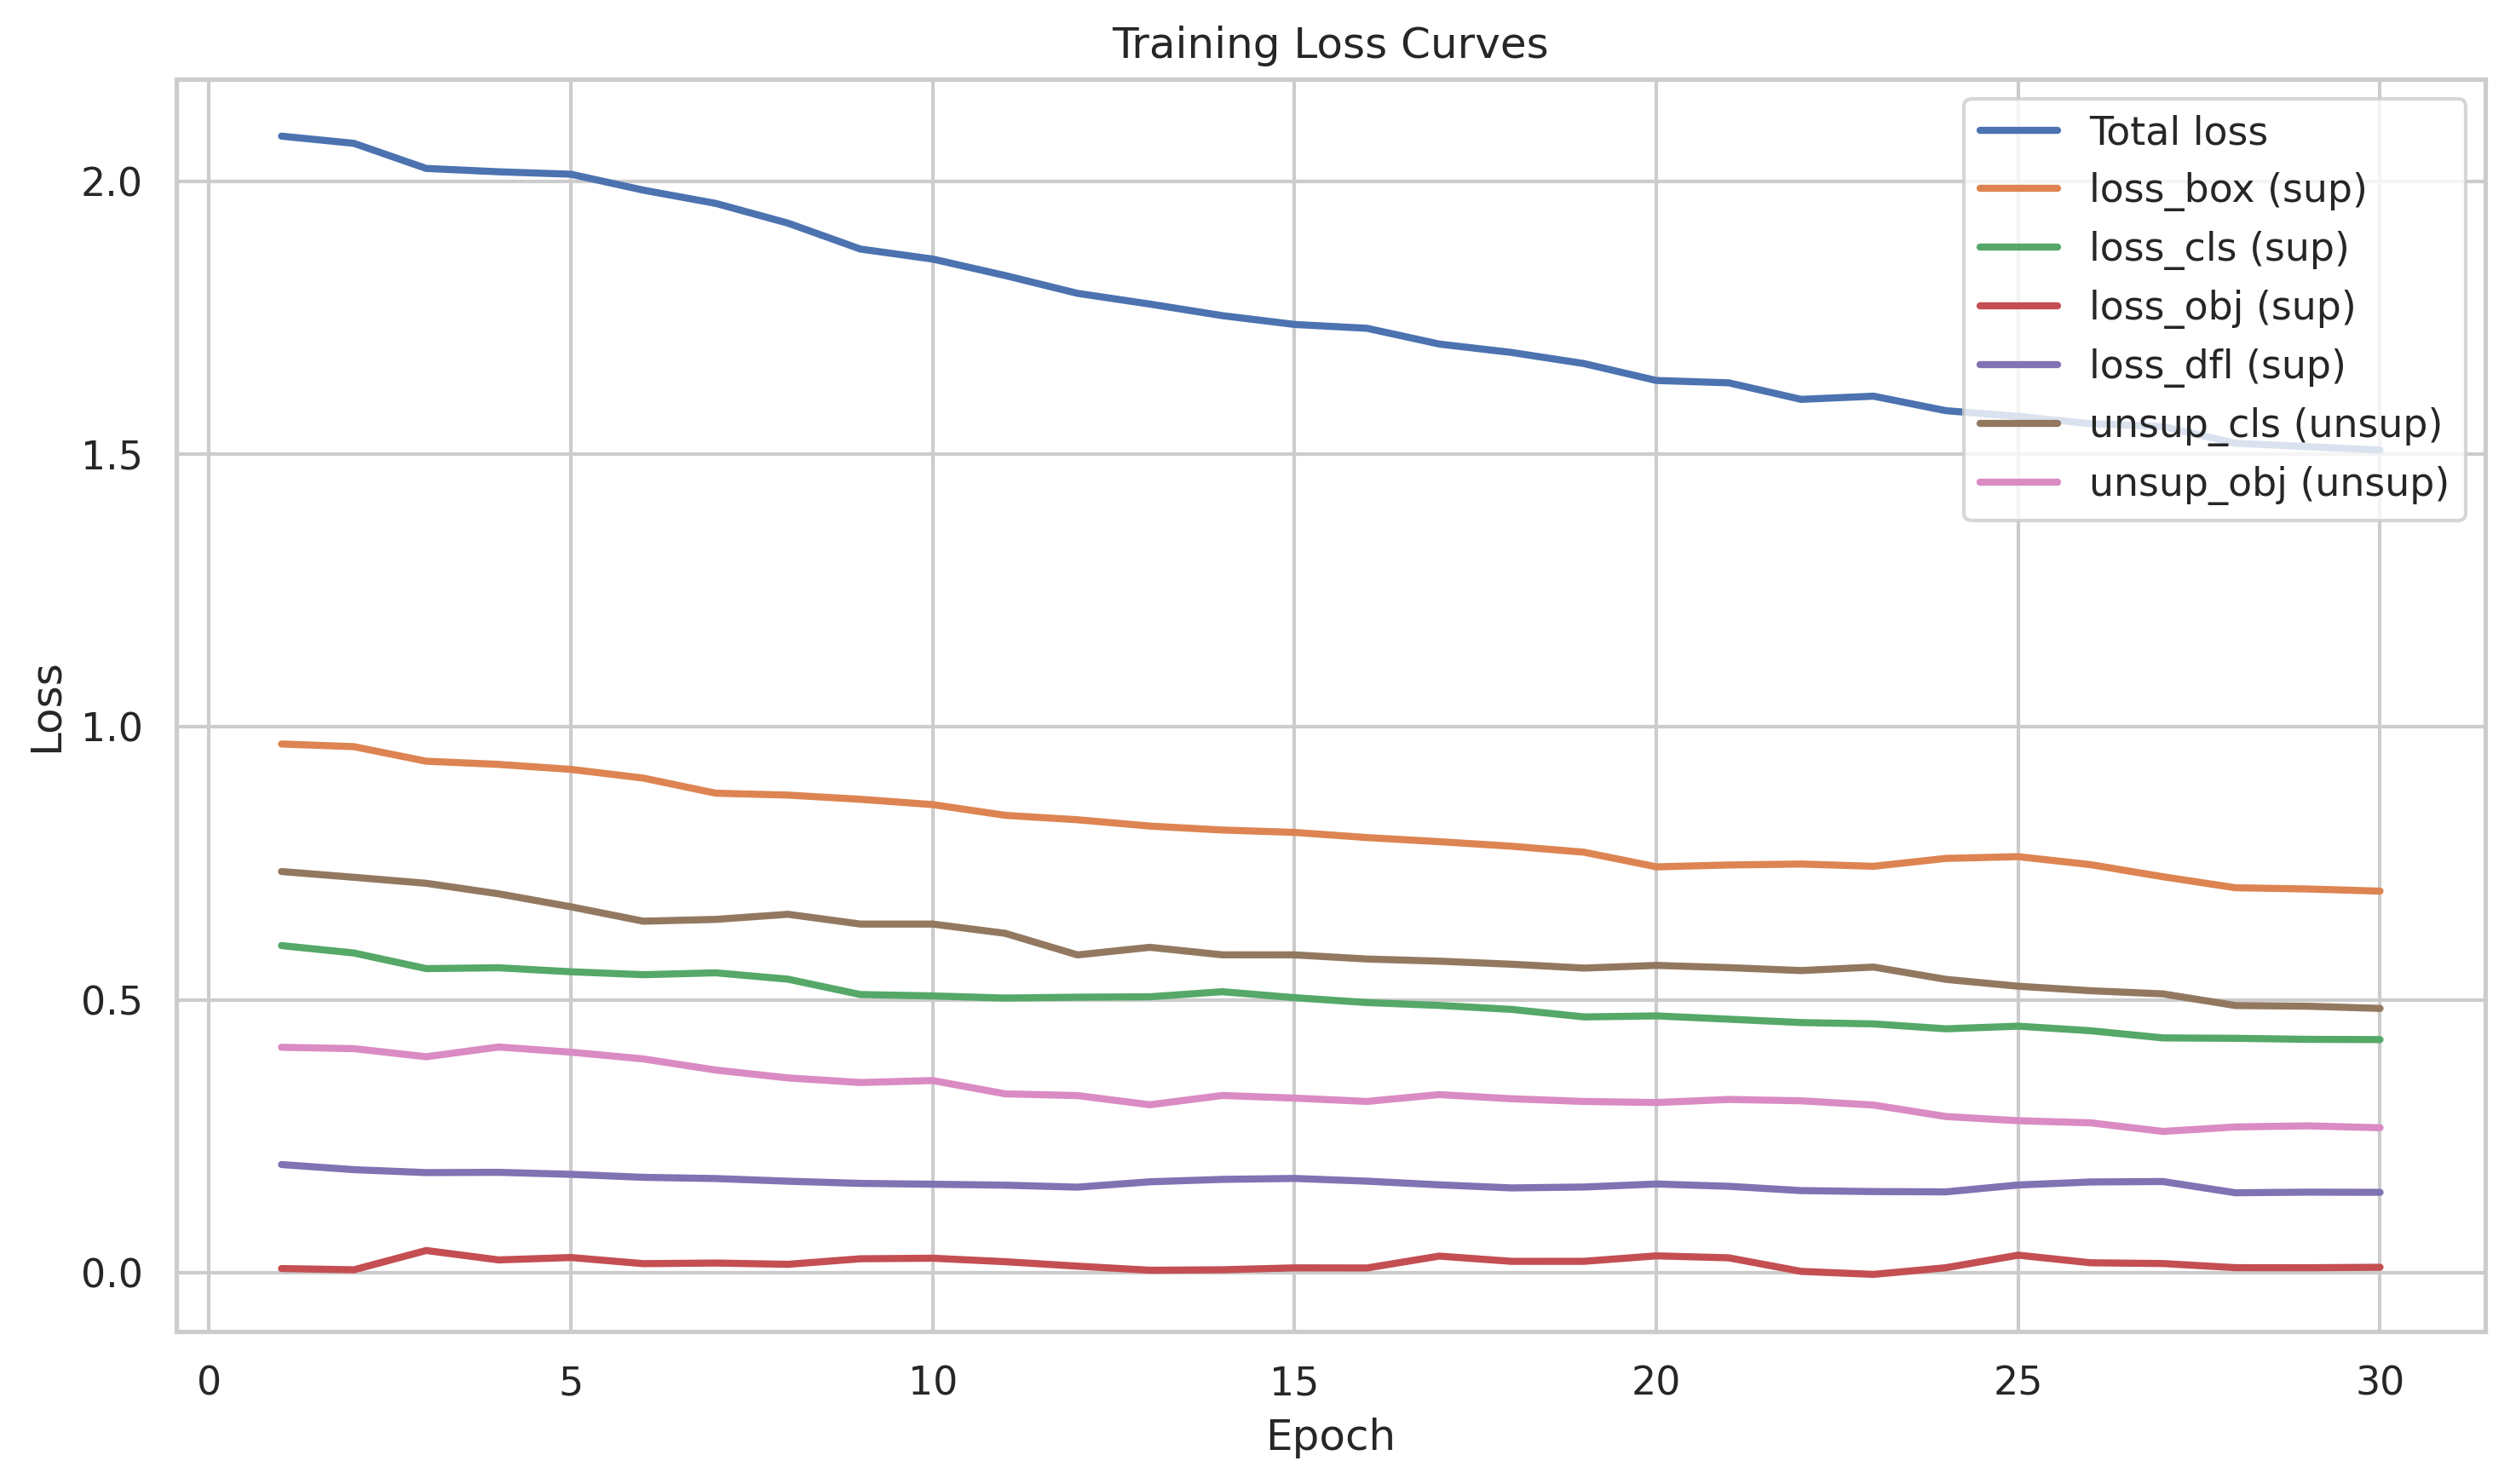 Training Loss Curves
Total loss
loss_box (sup)
loss_cls (sup)
loss_obj (sup)
loss_dfl (sup)
unsup_cls (unsup)
unsup_obj (unsup)
Loss
2.0
1.5
1.0
0.5
0.0
0 5 10 15 20 25 30
Epoch